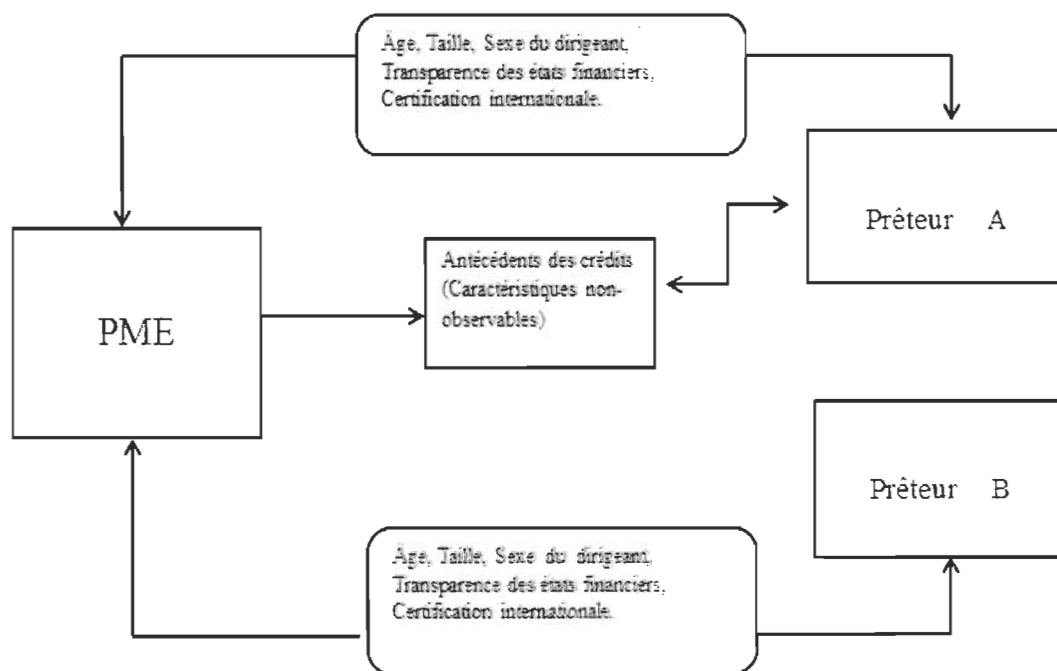 Âge, Taille, Sexe du dirigeant,
Transparence des états financiers,
Certification internationale.
Prêteur A
Antécédents des crédits
(Caractéristiques non-
observables)
PME
Prêteur B
Âge, Taille, Sexe du dirigeant,
Transparence des états financiers,
Certification internationale.